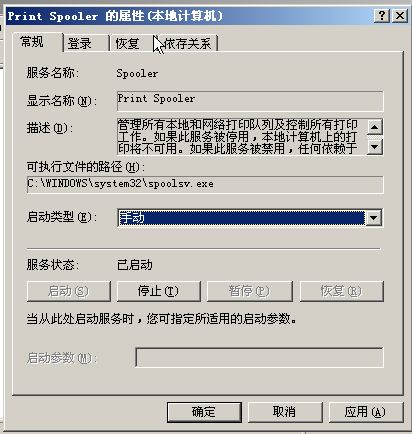 Print Spooler 的属性(本地计算机)
常规 登录 恢复 依存关系
服务名称: Spooler
显示名称(N): Print Spooler
描述(D): 管理所有本地和网络打印队列及控制所有打印
工作。如果此服务被停用，本地计算机上的打
印将不可用。如果此服务被禁用，任何依赖于
可执行文件的路径(H):
C:\WINDOWS\system32\spoolsv.exe
启动类型(E): 手动
服务状态: 已启动
启动(S) 停止(T) 暂停(P) 恢复(R)
当从此处启动服务时，您可指定所适用的启动参数。
启动参数(M):
确定 取消 应用(A)